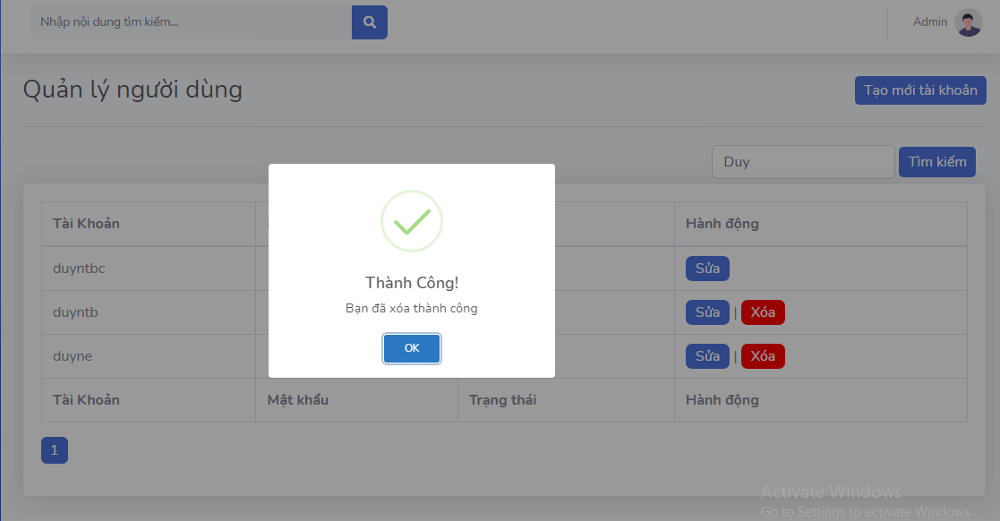 Nhập nội dung tìm kiếm...
Admin
Quản lý người dùng
Tạo mới tài khoản
Duy
Tìm kiếm
Tài Khoản
Hành động
duyntbc
Sửa
duyntb
Sửa | Xóa
duyne
Sửa | Xóa
Tài Khoản
Mật khẩu
Trạng thái
Hành động
1
Thành Công!
Bạn đã xóa thành công
OK
Activate Windows
Go to Settings to activate Windows.